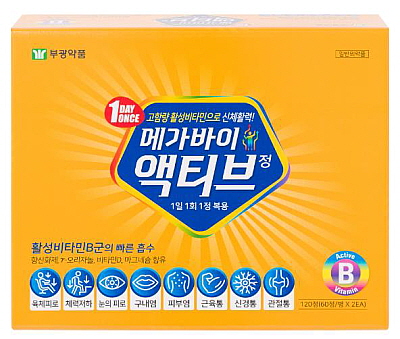 부광약품
일반의약품
1DAY
ONCE
고함량 활성비타민으로 신체활력!
메가바이
액티브정
1일 1회 1정 복용
활성비타민B군의 빠른 흡수
항산화제, γ-오리자놀, 비타민D, 마그네슘 함유
육체피로 체력저하 눈의 피로 구내염 피부염 근육통 신경통 관절통
Active
B
Vitamin
120정(60정/병 X 2EA)